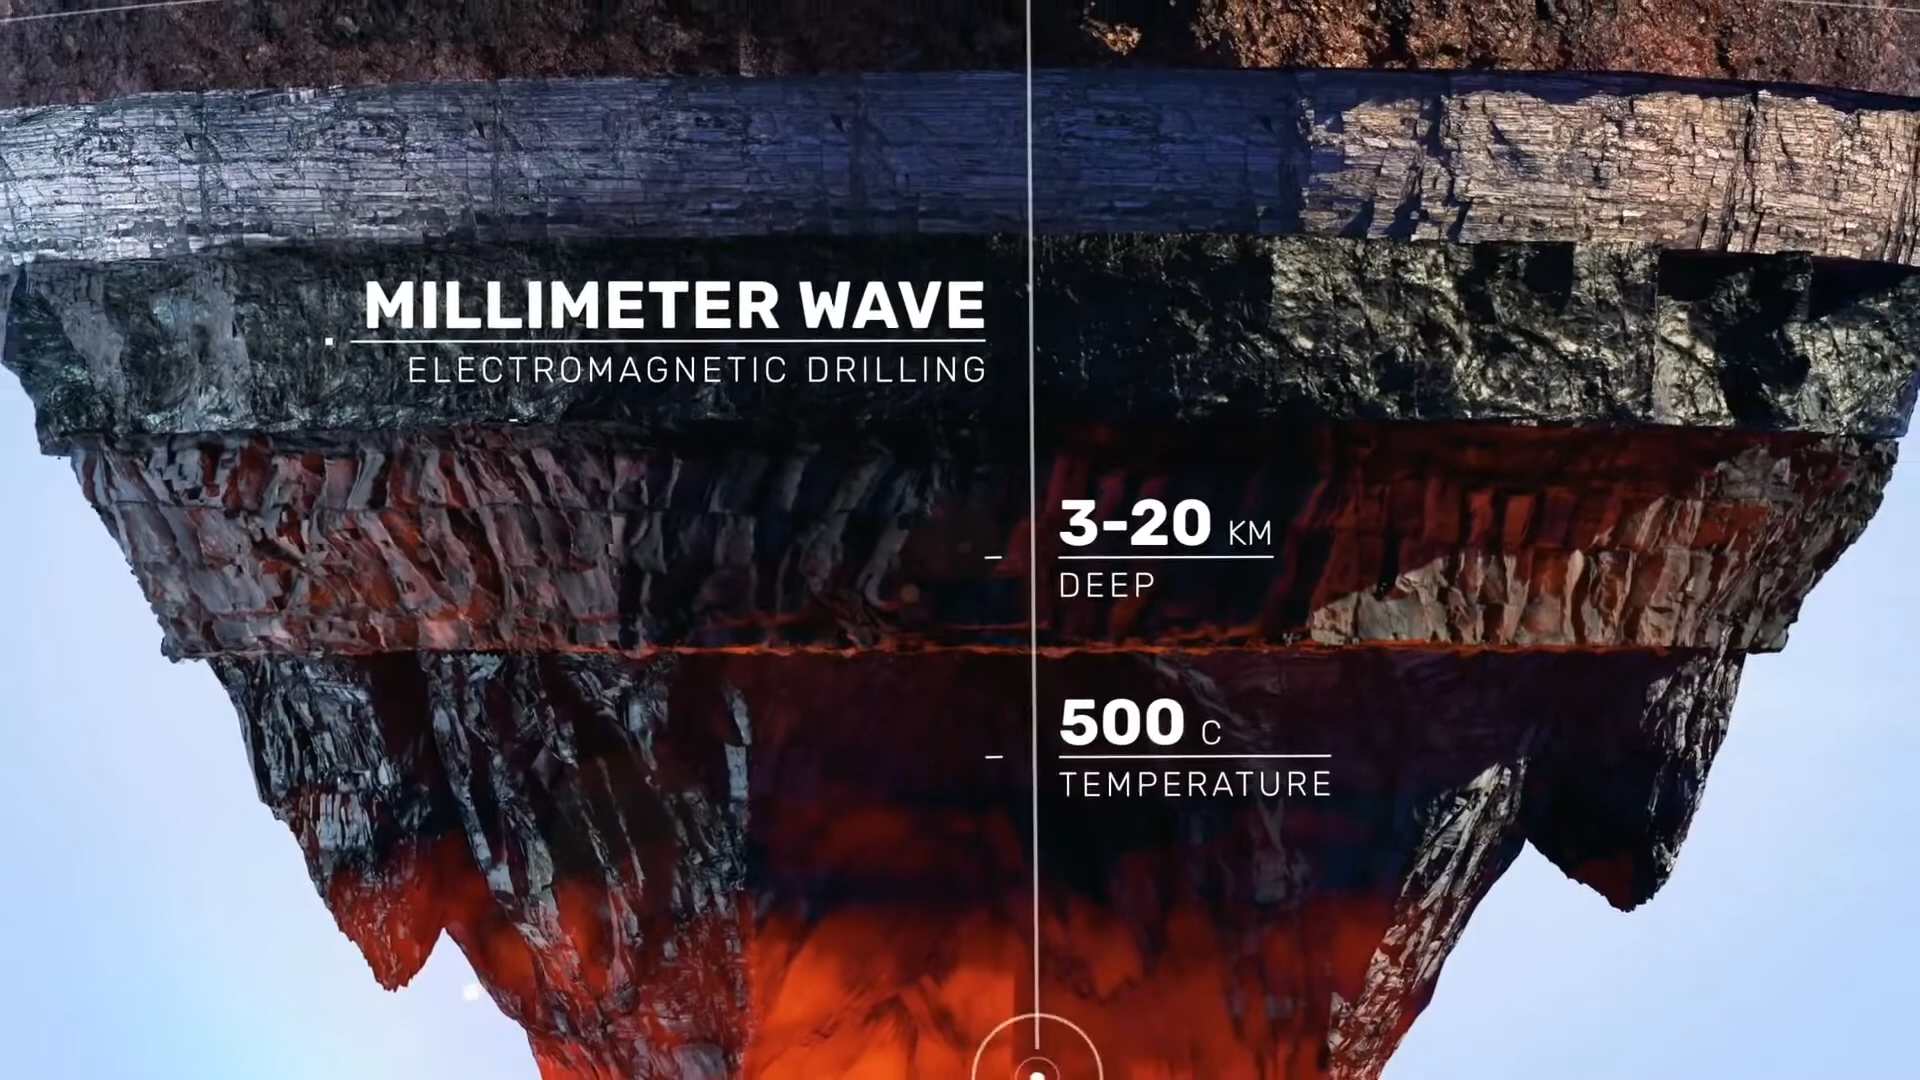 MILLIMETER WAVE
ELECTROMAGNETIC DRILLING
3-20 KM
DEEP
500 C
TEMPERATURE